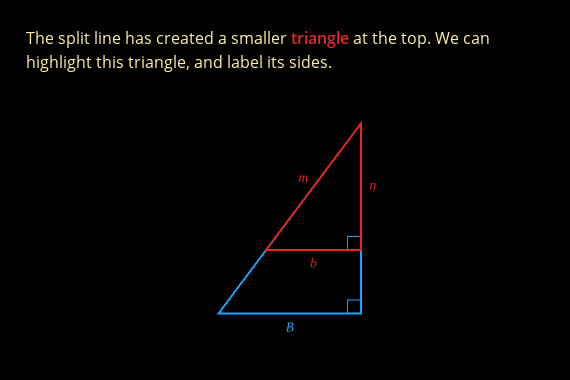 The split line has created a smaller triangle at the top. We can
highlight this triangle, and label its sides.
m
n
b
B